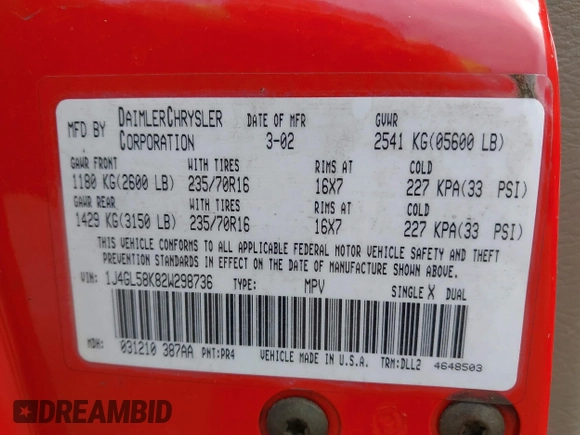 MFD BY DAIMLERCHRYSLER CORPORATION DATE OF MFR 3-02 GVWR 2541 KG(05600 LB)
GAWR FRONT WITH TIRES RIMS AT COLD
1180 KG(2600 LB) 235/70R16 16X7 227 KPA(33 PSI)
GAWR REAR WITH TIRES RIMS AT COLD
1429 KG(3150 LB) 235/70R16 16X7 227 KPA(33 PSI)
THIS VEHICLE CONFORMS TO ALL APPLICABLE FEDERAL MOTOR VEHICLE SAFETY AND THEFT
PREVENTION STANDARDS IN EFFECT ON THE DATE OF MANUFACTURE SHOWN ABOVE.
VIN: 1J4GL58K82W298736 TYPE: MPV SINGLE X DUAL
MDH: 031210 387AA PNT:PR4 VEHICLE MADE IN U.S.A. TRM:DLL2 4648503
DREAMBID